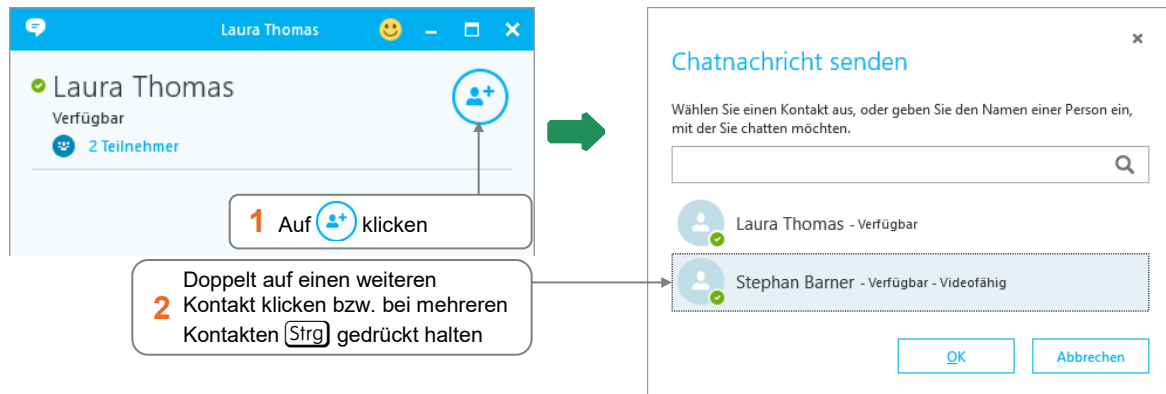 Laura Thomas
Laura Thomas
Verfügbar
2 Teilnehmer
1 Auf klicken
2 Doppelt auf einen weiteren
Kontakt klicken bzw. bei mehreren
Kontakten Strg gedrückt halten
Chatnachricht senden
Wählen Sie einen Kontakt aus, oder geben Sie den Namen einer Person ein,
mit der Sie chatten möchten.
Laura Thomas - Verfügbar
Stephan Barner - Verfügbar - Videofähig
OK
Abbrechen